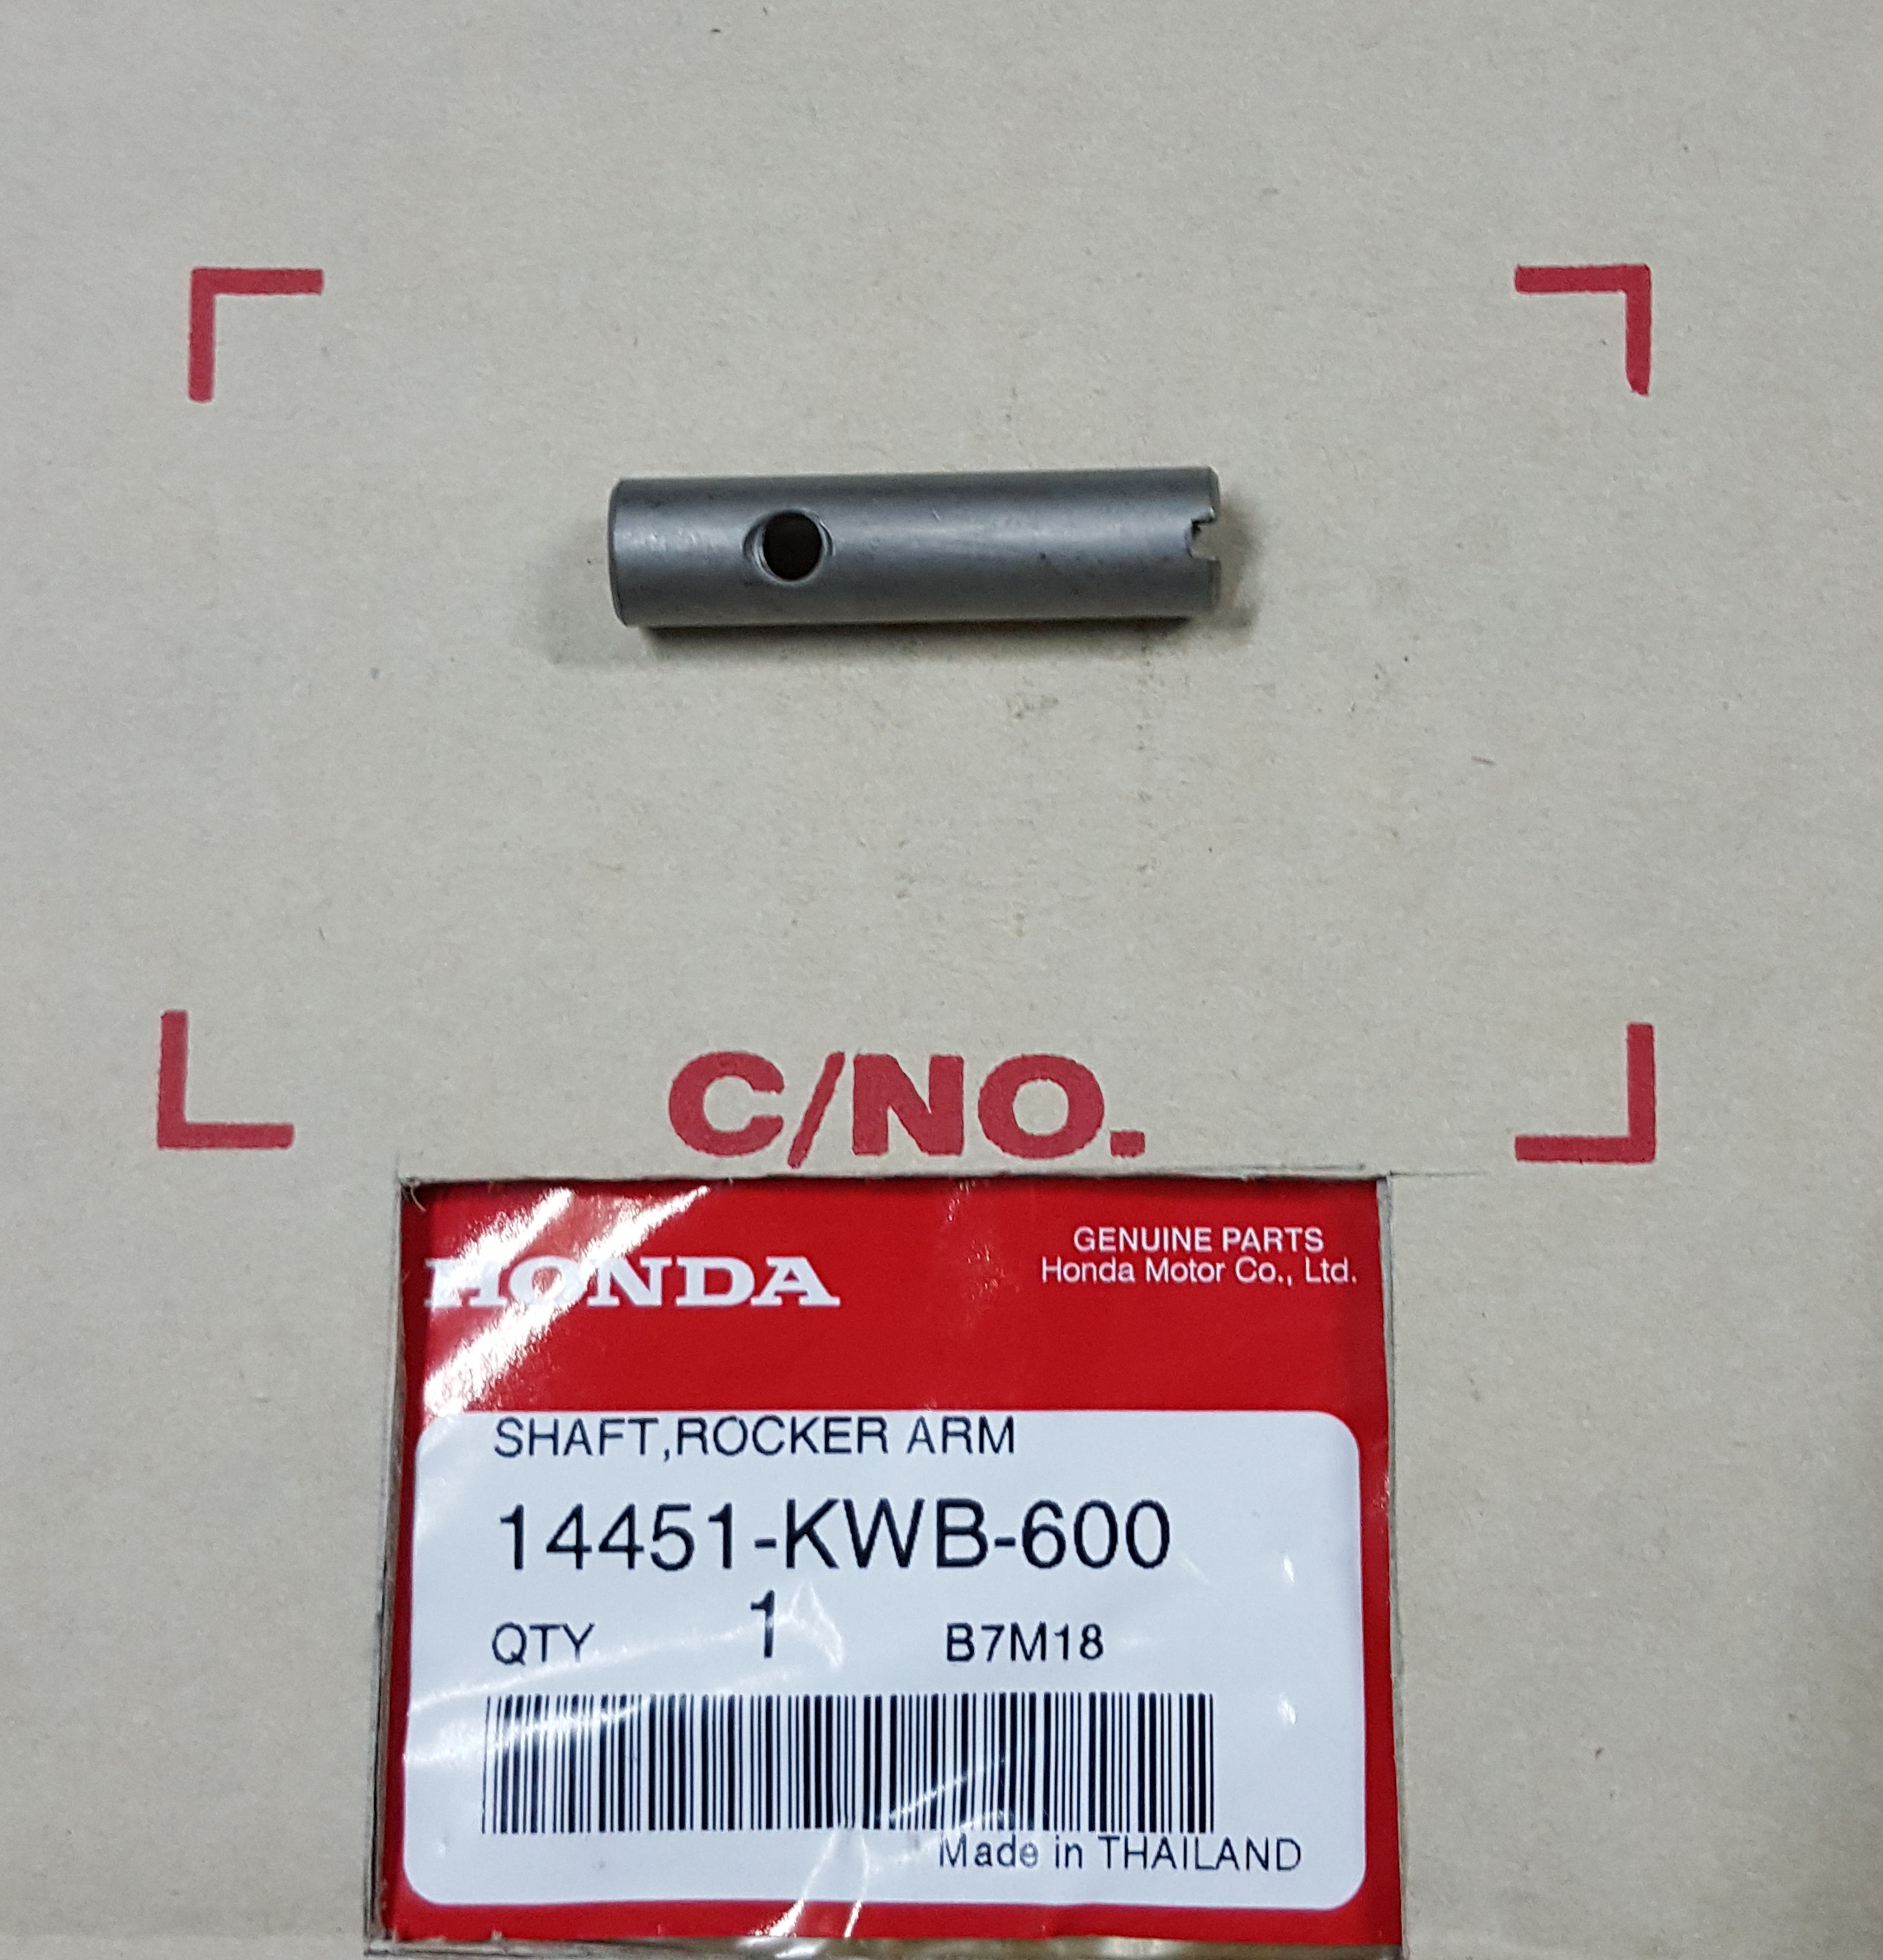 C/NO.
HONDA
GENUINE PARTS
Honda Motor Co., Ltd.
SHAFT,ROCKER ARM
14451-KWB-600
QTY 1 B7M18
Made in THAILAND